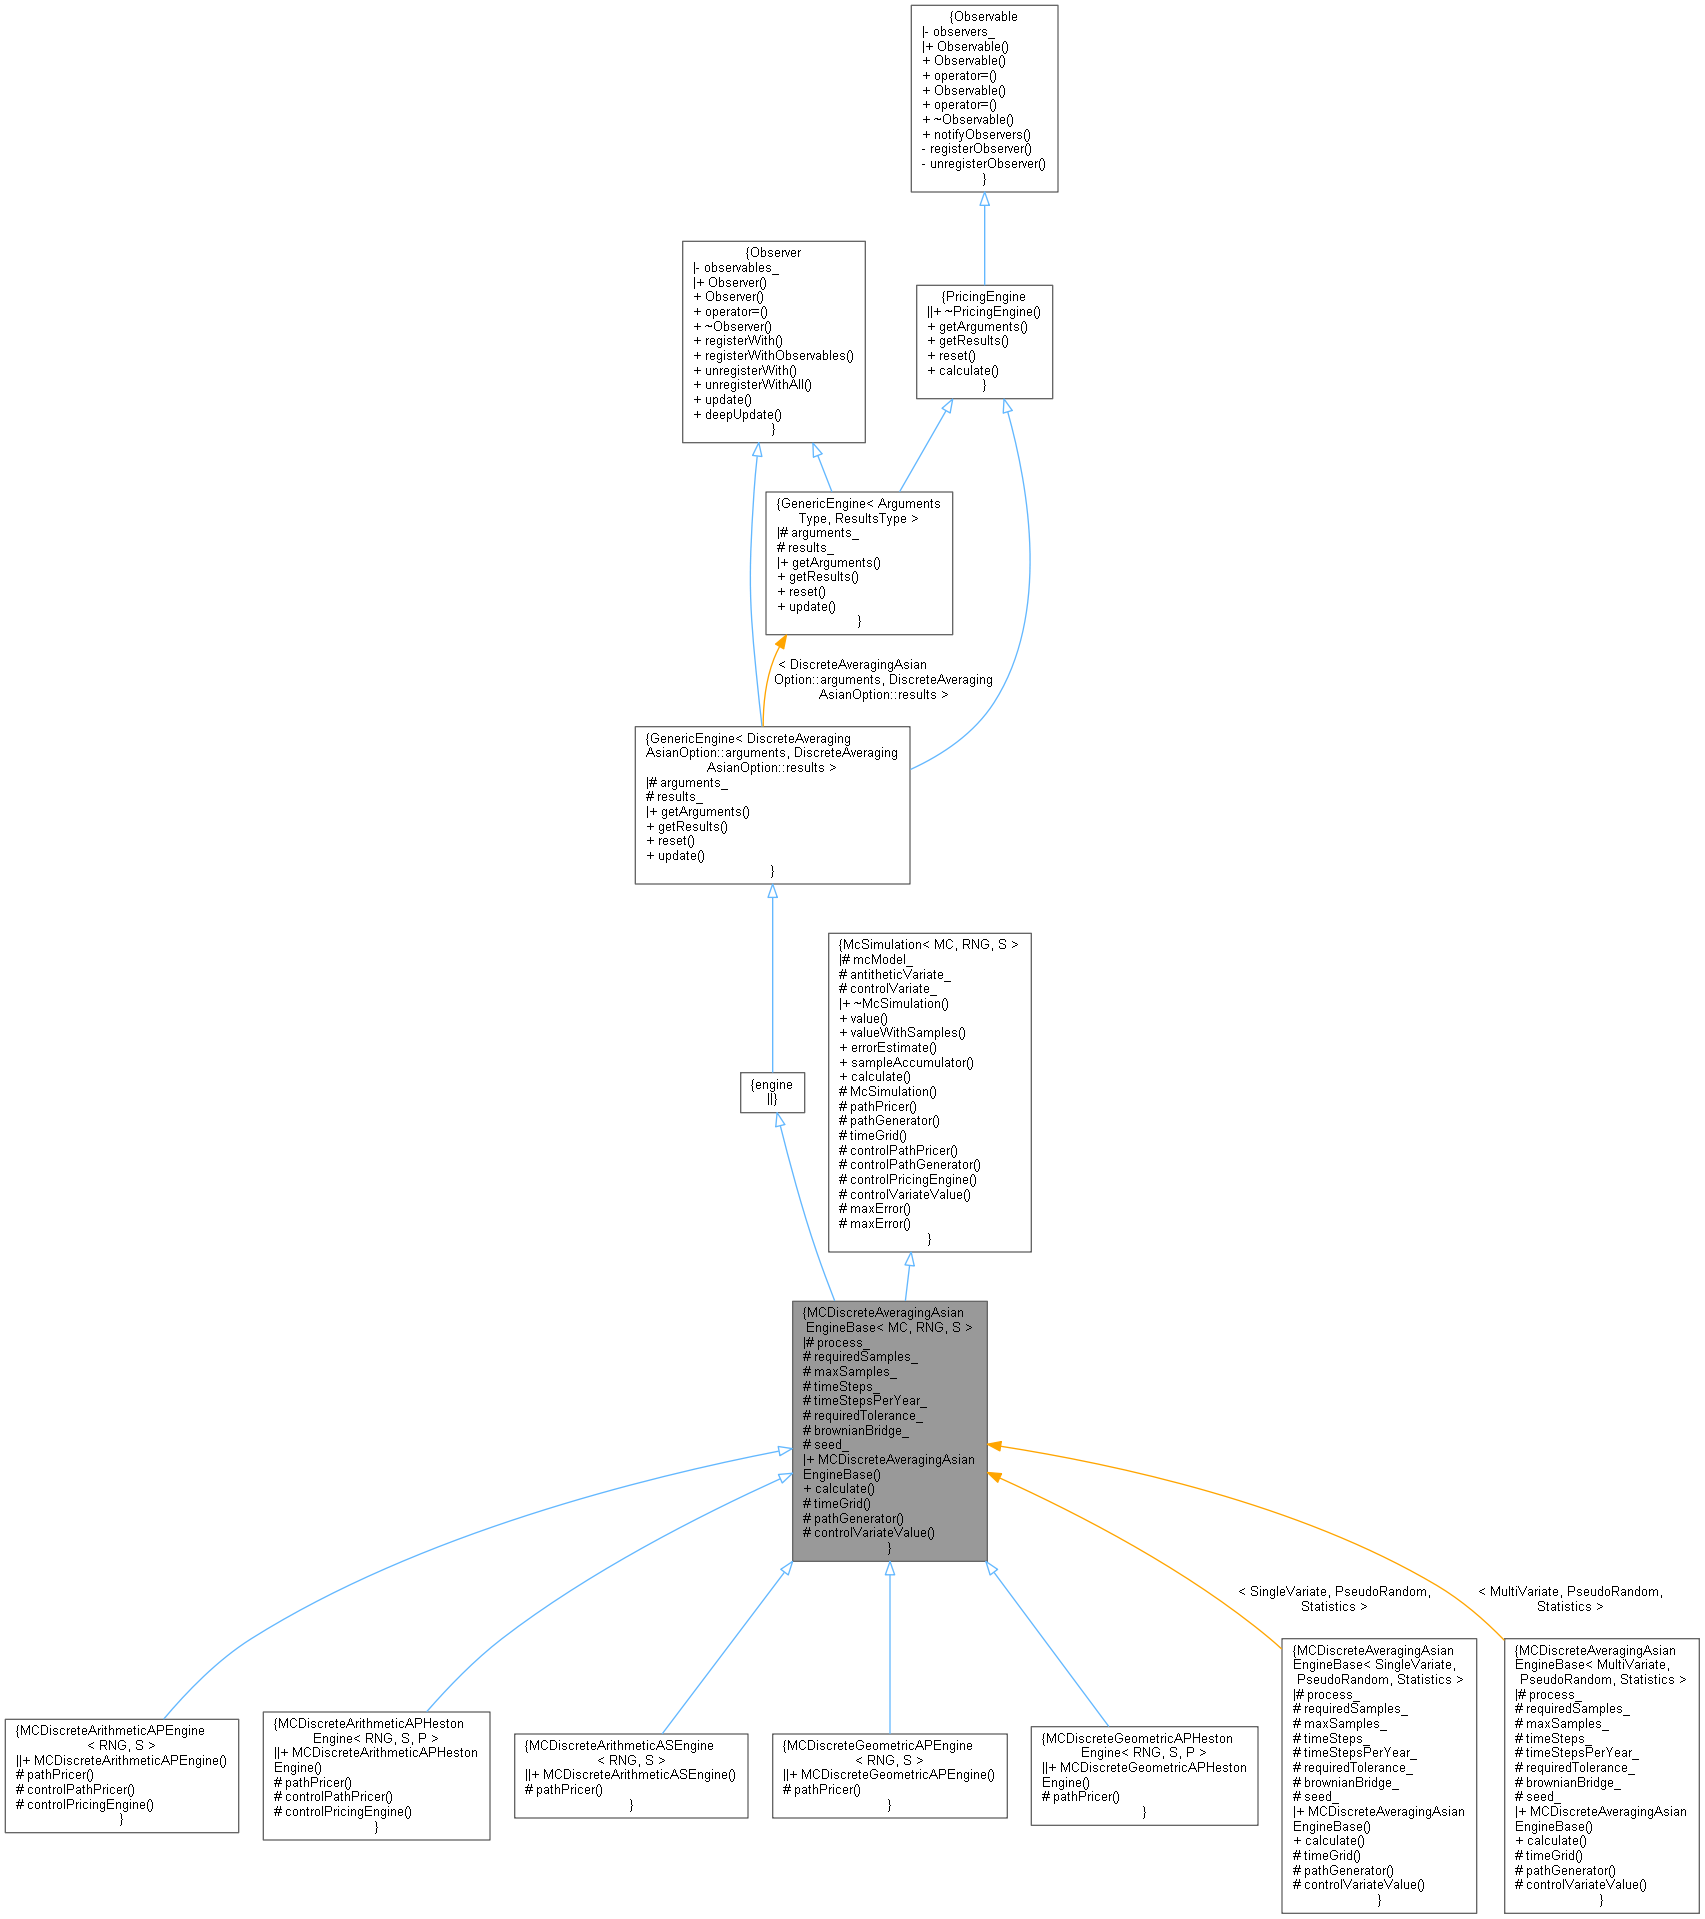 {Observable
|- observers_
|+ Observable()
+ Observable()
+ operator=()
+ Observable()
+ operator=()
+ ~Observable()
+ notifyObservers()
- registerObserver()
- unregisterObserver()
}
{Observer
|- observables_
|+ Observer()
+ Observer()
+ operator=()
+ ~Observer()
+ registerWith()
+ registerWithObservables()
+ unregisterWith()
+ unregisterWithAll()
+ update()
+ deepUpdate()
}
{PricingEngine
||+ ~PricingEngine()
+ getArguments()
+ getResults()
+ reset()
+ calculate()
}
{GenericEngine< Arguments
Type, ResultsType >
|# arguments_
# results_
|+ getArguments()
+ getResults()
+ reset()
+ update()
}
< DiscreteAveragingAsian
Option::arguments, DiscreteAveraging
AsianOption::results >
{GenericEngine< DiscreteAveraging
AsianOption::arguments, DiscreteAveraging
AsianOption::results >
|# arguments_
# results_
|+ getArguments()
+ getResults()
+ reset()
+ update()
}
{McSimulation< MC, RNG, S >
|# mcModel_
# antitheticVariate_
# controlVariate_
|+ ~McSimulation()
+ value()
+ valueWithSamples()
+ errorEstimate()
+ sampleAccumulator()
+ calculate()
# McSimulation()
# pathPricer()
# pathGenerator()
# timeGrid()
# controlPathPricer()
# controlPathGenerator()
# controlPricingEngine()
# controlVariateValue()
# maxError()
# maxError()
}
{engine
||}
{MCDiscreteAveragingAsian
EngineBase< MC, RNG, S >
|# process_
# requiredSamples_
# maxSamples_
# timeSteps_
# timeStepsPerYear_
# requiredTolerance_
# brownianBridge_
# seed_
|+ MCDiscreteAveragingAsian
EngineBase()
+ calculate()
# timeGrid()
# pathGenerator()
# controlVariateValue()
}
< SingleVariate, PseudoRandom,
Statistics >
< MultiVariate, PseudoRandom,
Statistics >
{MCDiscreteArithmeticAPEngine
< RNG, S >
||+ MCDiscreteArithmeticAPEngine()
# pathPricer()
# controlPathPricer()
# controlPricingEngine()
}
{MCDiscreteArithmeticAPHeston
Engine< RNG, S, P >
||+ MCDiscreteArithmeticAPHeston
Engine()
# pathPricer()
# controlPathPricer()
# controlPricingEngine()
}
{MCDiscreteArithmeticASEngine
< RNG, S >
||+ MCDiscreteArithmeticASEngine()
# pathPricer()
}
{MCDiscreteGeometricAPEngine
< RNG, S >
||+ MCDiscreteGeometricAPEngine()
# pathPricer()
}
{MCDiscreteGeometricAPHeston
Engine< RNG, S, P >
||+ MCDiscreteGeometricAPHeston
Engine()
# pathPricer()
}
{MCDiscreteAveragingAsian
EngineBase< SingleVariate,
PseudoRandom, Statistics >
|# process_
# requiredSamples_
# maxSamples_
# timeSteps_
# timeStepsPerYear_
# requiredTolerance_
# brownianBridge_
# seed_
|+ MCDiscreteAveragingAsian
EngineBase()
+ calculate()
# timeGrid()
# pathGenerator()
# controlVariateValue()
}
{MCDiscreteAveragingAsian
EngineBase< MultiVariate,
PseudoRandom, Statistics >
|# process_
# requiredSamples_
# maxSamples_
# timeSteps_
# timeStepsPerYear_
# requiredTolerance_
# brownianBridge_
# seed_
|+ MCDiscreteAveragingAsian
EngineBase()
+ calculate()
# timeGrid()
# pathGenerator()
# controlVariateValue()
}